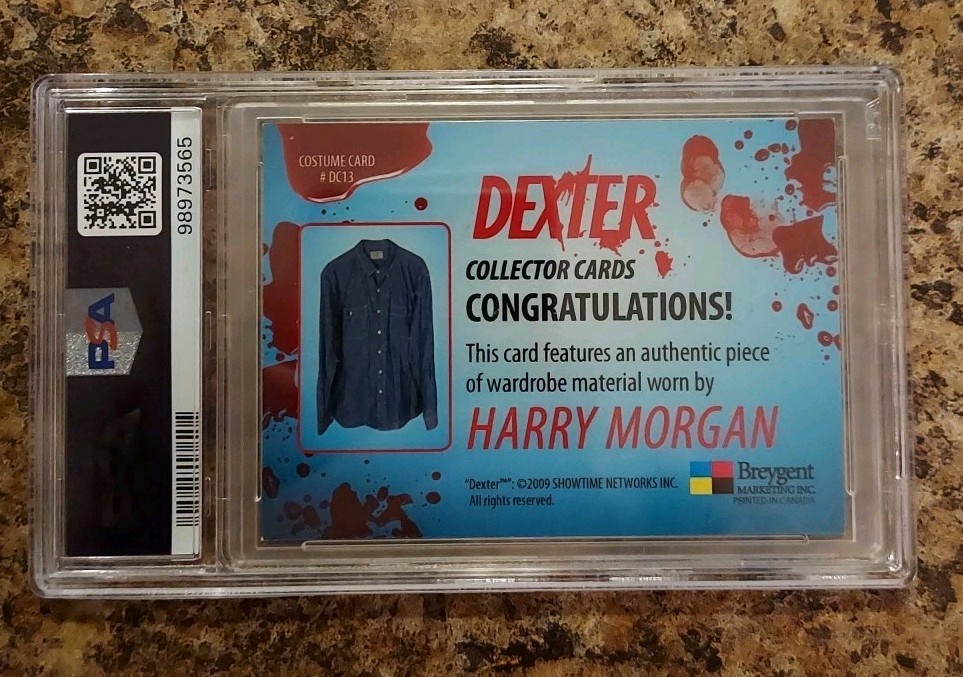 98973565
PSA
COSTUME CARD
# DC13
DEXTER
COLLECTOR CARDS
CONGRATULATIONS!
This card features an authentic piece
of wardrobe material worn by
HARRY MORGAN
"Dexter™": ©2009 SHOWTIME NETWORKS INC.
All rights reserved.
Breygent
MARKETING INC.
PRINTED IN CANADA